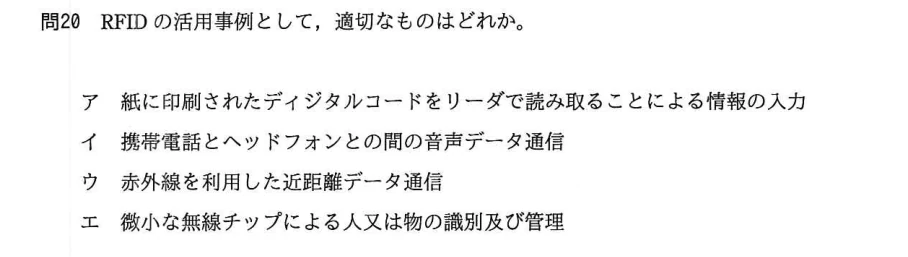 問20 RFID の活用事例として，適切なものはどれか。
ア 紙に印刷されたディジタルコードをリーダで読み取ることによる情報の入力
イ 携帯電話とヘッドフォンとの間の音声データ通信
ウ 赤外線を利用した近距離データ通信
エ 微小な無線チップによる人又は物の識別及び管理